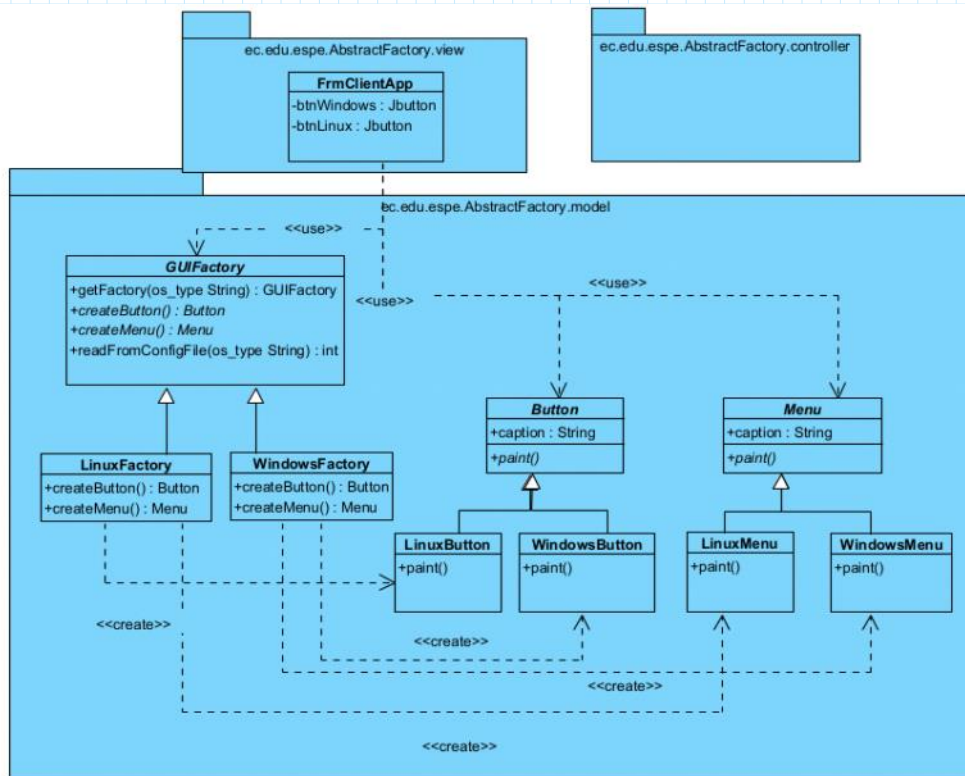 ec.edu.espe.AbstractFactory.view
FrmClientApp
-btnWindows : Jbutton
-btnLinux : Jbutton
ec.edu.espe.AbstractFactory.controller
ec.edu.espe.AbstractFactory.model
<<use>>
GUIFactory
+getFactory(os_type String) : GUIFactory
+createButton() : Button
+createMenu() : Menu
+readFromConfigFile(os_type String) : int
<<use>>
<<use>>
Button
+caption : String
+paint()
Menu
+caption : String
+paint()
LinuxFactory
+createButton() : Button
+createMenu() : Menu
WindowsFactory
+createButton() : Button
+createMenu() : Menu
LinuxButton
+paint()
WindowsButton
+paint()
LinuxMenu
+paint()
WindowsMenu
+paint()
<<create>>
<<create>>
<<create>>
<<create>>